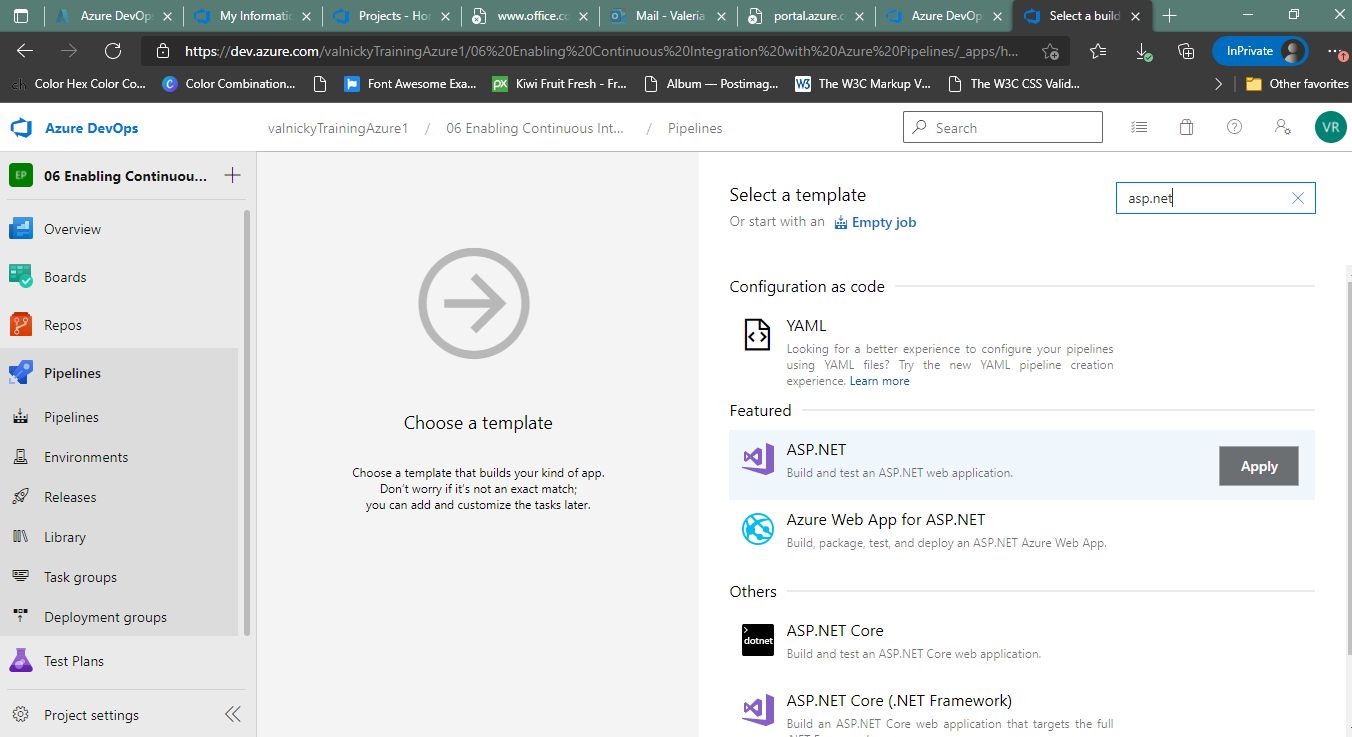 Azure DevOp
My Informatic
Projects - Hor
www.office.co
Mail - Valeria
portal.azure.c
Azure DevOp
Select a build
https://dev.azure.com/valnickyTrainingAzure1/06%20Enabling%20Continuous%20Integration%20with%20Azure%20Pipelines/_apps/h...
InPrivate
Color Hex Color Co...
Color Combination...
Font Awesome Exa...
Kiwi Fruit Fresh - Fr...
Album — Postimag...
The W3C Markup V...
The W3C CSS Valid...
Other favorites
Azure DevOps
valnickyTrainingAzure1 / 06 Enabling Continuous Int... / Pipelines
Search
VR
EP
06 Enabling Continuou...
Overview
Boards
Repos
Pipelines
Pipelines
Environments
Releases
Library
Task groups
Deployment groups
Test Plans
Project settings
Choose a template
Choose a template that builds your kind of app.
Don't worry if it's not an exact match;
you can add and customize the tasks later.
Select a template
asp.net
Or start with an Empty job
Configuration as code
YAML
Looking for a better experience to configure your pipelines
using YAML files? Try the new YAML pipeline creation
experience. Learn more
Featured
ASP.NET
Build and test an ASP.NET web application.
Apply
Azure Web App for ASP.NET
Build, package, test, and deploy an ASP.NET Azure Web App.
Others
dotnet
ASP.NET Core
Build and test an ASP.NET Core web application.
ASP.NET Core (.NET Framework)
Build an ASP.NET Core web application that targets the full